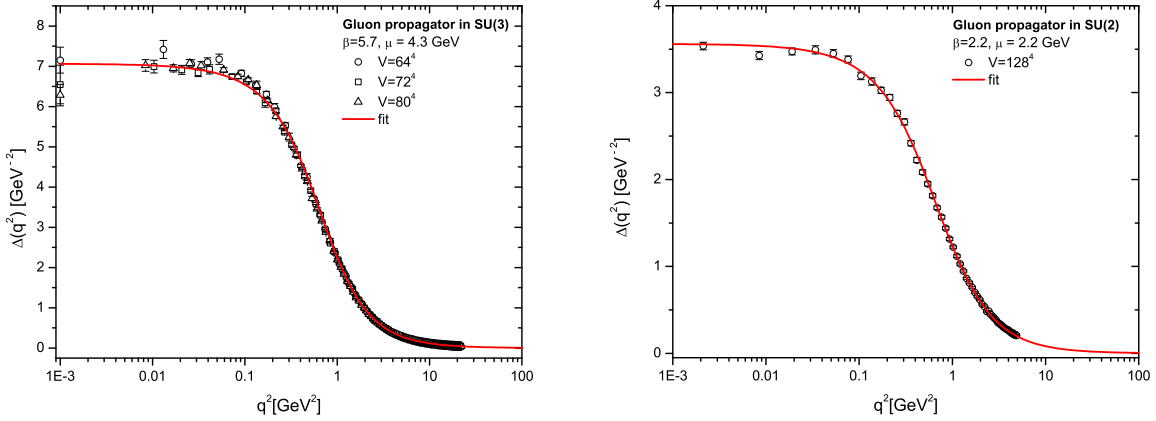 Gluon propagator in SU(3)
β=5.7, μ = 4.3 GeV
V=64⁴
V=72⁴
V=80⁴
fit
8
7
6
5
4
3
2
1
0
Δ(q²) [GeV⁻²]
1E-3 0.01 0.1 1 10 100
q²[GeV²]
Gluon propagator in SU(2)
β=2.2, μ = 2.2 GeV
V=128⁴
fit
4
3
2
1
0
Δ(q²) [GeV⁻²]
1E-3 0.01 0.1 1 10 100
q²[GeV²]